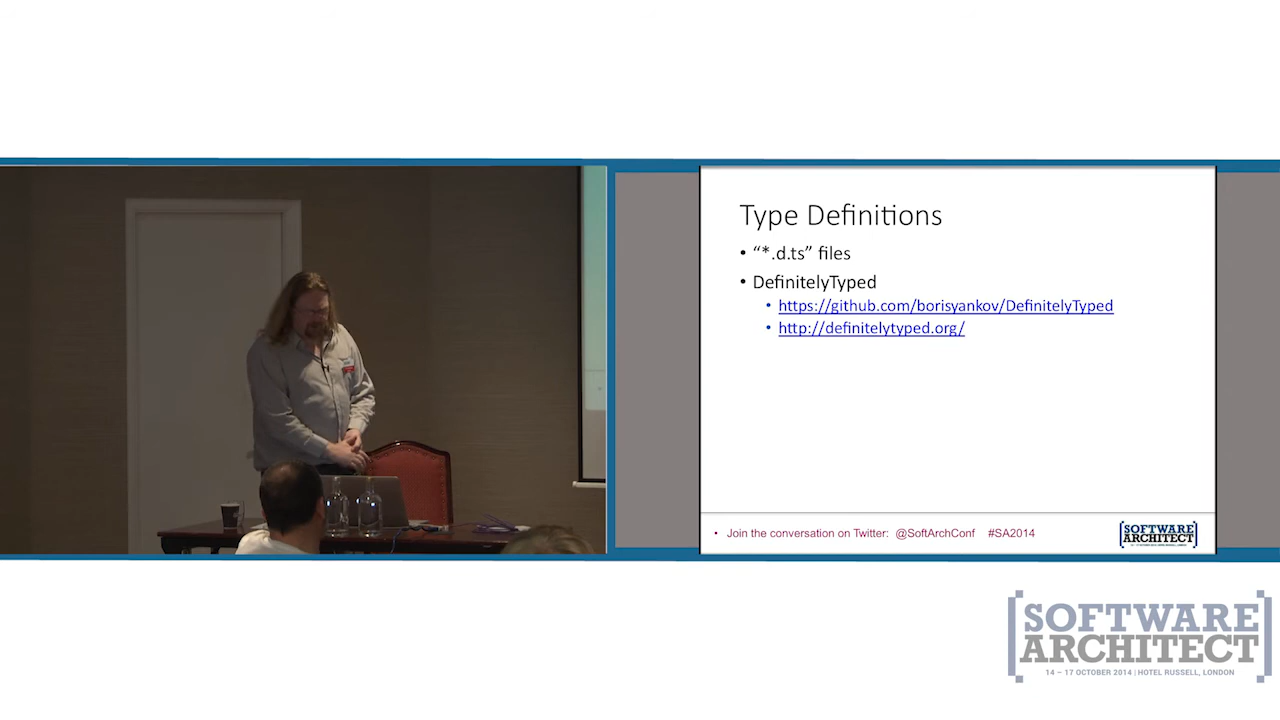 Type Definitions
• “*.d.ts” files
• DefinitelyTyped
• https://github.com/borisyankov/DefinitelyTyped
• http://definitelytyped.org/
• Join the conversation on Twitter: @SoftArchConf #SA2014
[SOFTWARE
ARCHITECT]
[SOFTWARE
ARCHITECT]
14 – 17 OCTOBER 2014 | HOTEL RUSSELL, LONDON